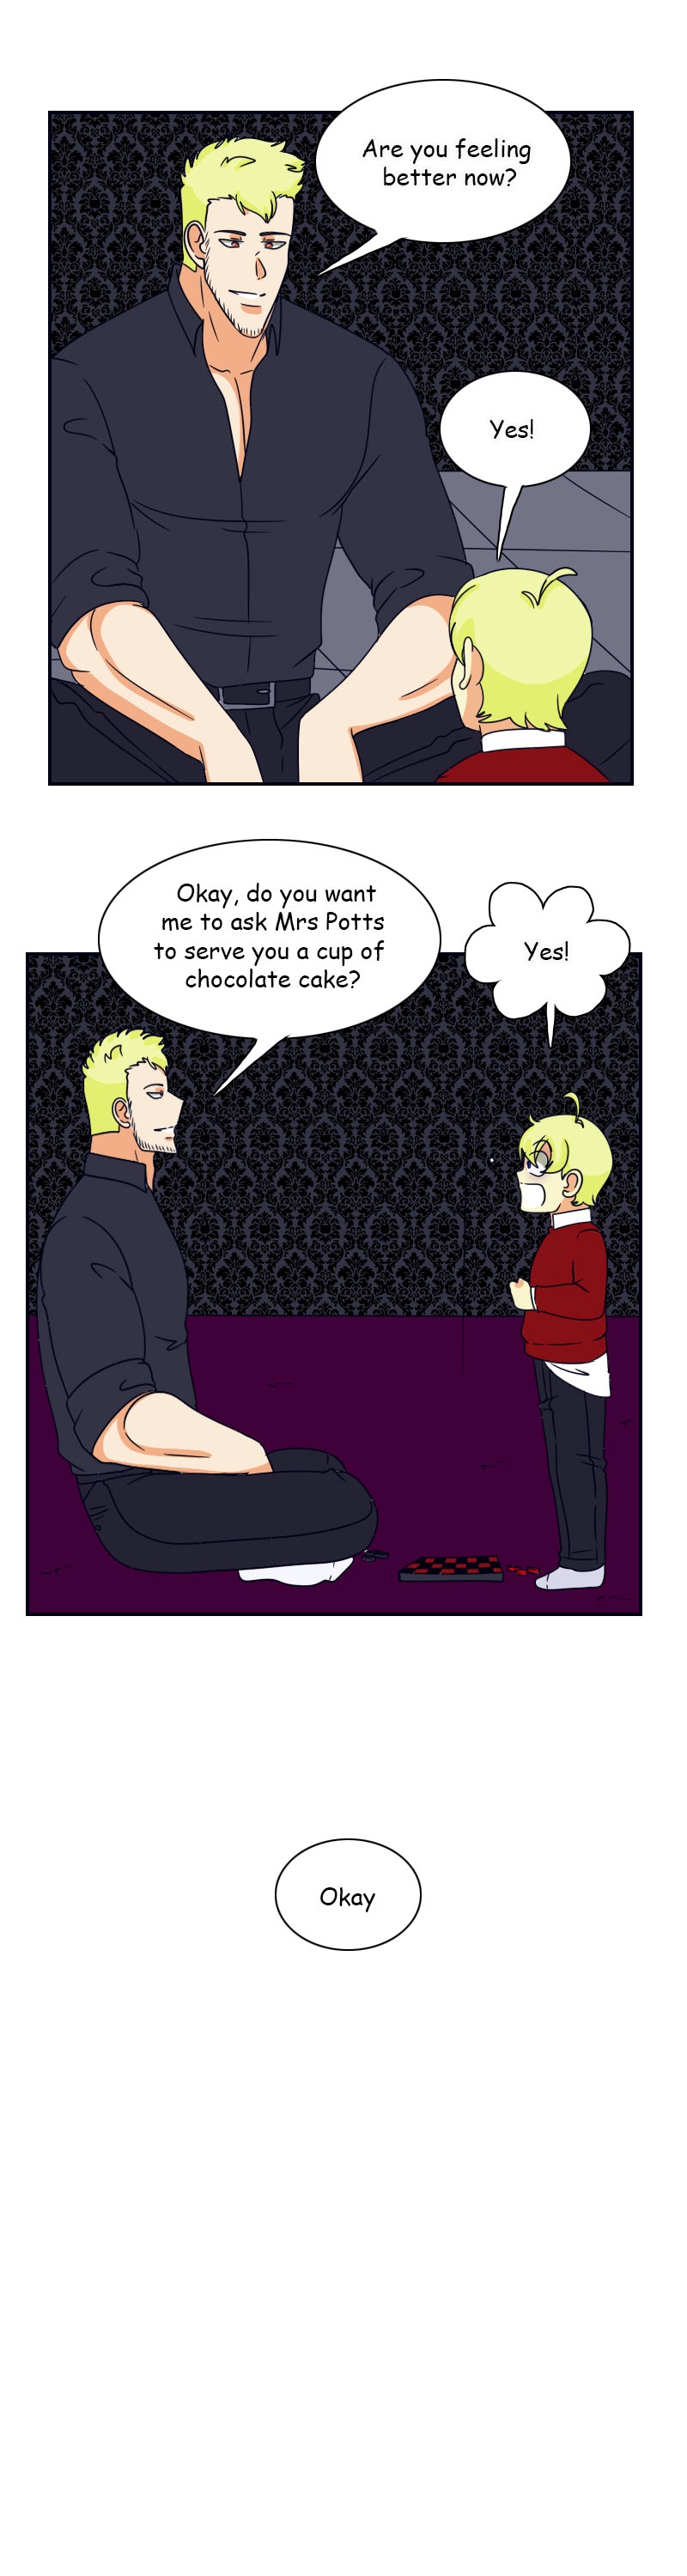 Are you feeling
better now?
Yes!
Okay, do you want
me to ask Mrs Potts
to serve you a cup of
chocolate cake?
Yes!
Okay